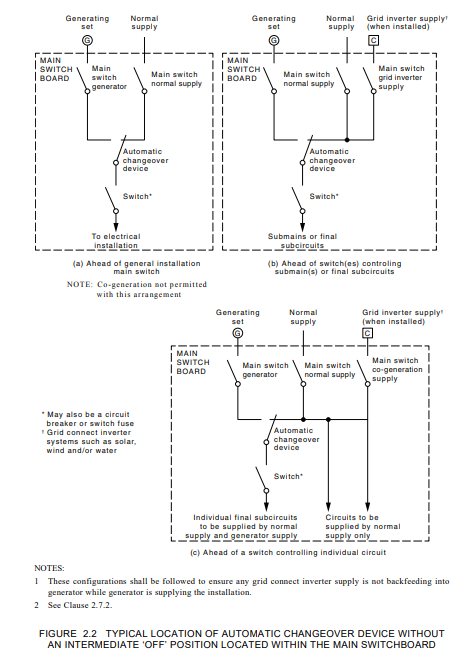 Generating set
Normal supply
G
MAIN SWITCH BOARD
Main switch generator
Main switch normal supply
Automatic changeover device
Switch*
To electrical installation
(a) Ahead of general installation main switch
NOTE: Co-generation not permitted with this arrangement
Generating set
Normal supply
Grid inverter supply† (when installed)
G
C
MAIN SWITCH BOARD
Main switch normal supply
Main switch grid inverter supply
Automatic changeover device
Switch*
Submains or final subcircuits
(b) Ahead of switch(es) controling submain(s) or final subcircuits
Generating set
Normal supply
Grid inverter supply† (when installed)
G
C
MAIN SWITCH BOARD
Main switch generator
Main switch normal supply
Main switch co-generation supply
Automatic changeover device
Switch*
Individual final subcircuits to be supplied by normal supply and generator supply
Circuits to be supplied by normal supply only
* May also be a circuit breaker or switch fuse
† Grid connect inverter systems such as solar, wind and/or water
(c) Ahead of a switch controlling individual circuit
NOTES:
1 These configurations shall be followed to ensure any grid connect inverter supply is not backfeeding into
generator while generator is supplying the installation.
2 See Clause 2.7.2.
FIGURE 2.2 TYPICAL LOCATION OF AUTOMATIC CHANGEOVER DEVICE WITHOUT
AN INTERMEDIATE 'OFF' POSITION LOCATED WITHIN THE MAIN SWITCHBOARD